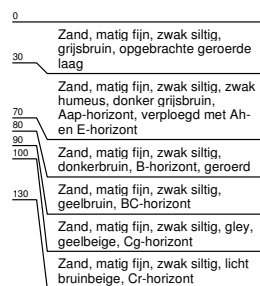 0
Zand, matig fijn, zwak siltig,
grijsbruin, opgebrachte geroerde
laag
30
Zand, matig fijn, zwak siltig, zwak
humeus, donker grijsbruin,
Aap-horizont, verploegd met Ah-
en E-horizont
70
80
Zand, matig fijn, zwak siltig,
donkerbruin, B-horizont, geroerd
90
100
Zand, matig fijn, zwak siltig,
geelbruin, BC-horizont
130
Zand, matig fijn, zwak siltig, gley,
geelbeige, Cg-horizont
Zand, matig fijn, zwak siltig, licht
bruinbeige, Cr-horizont